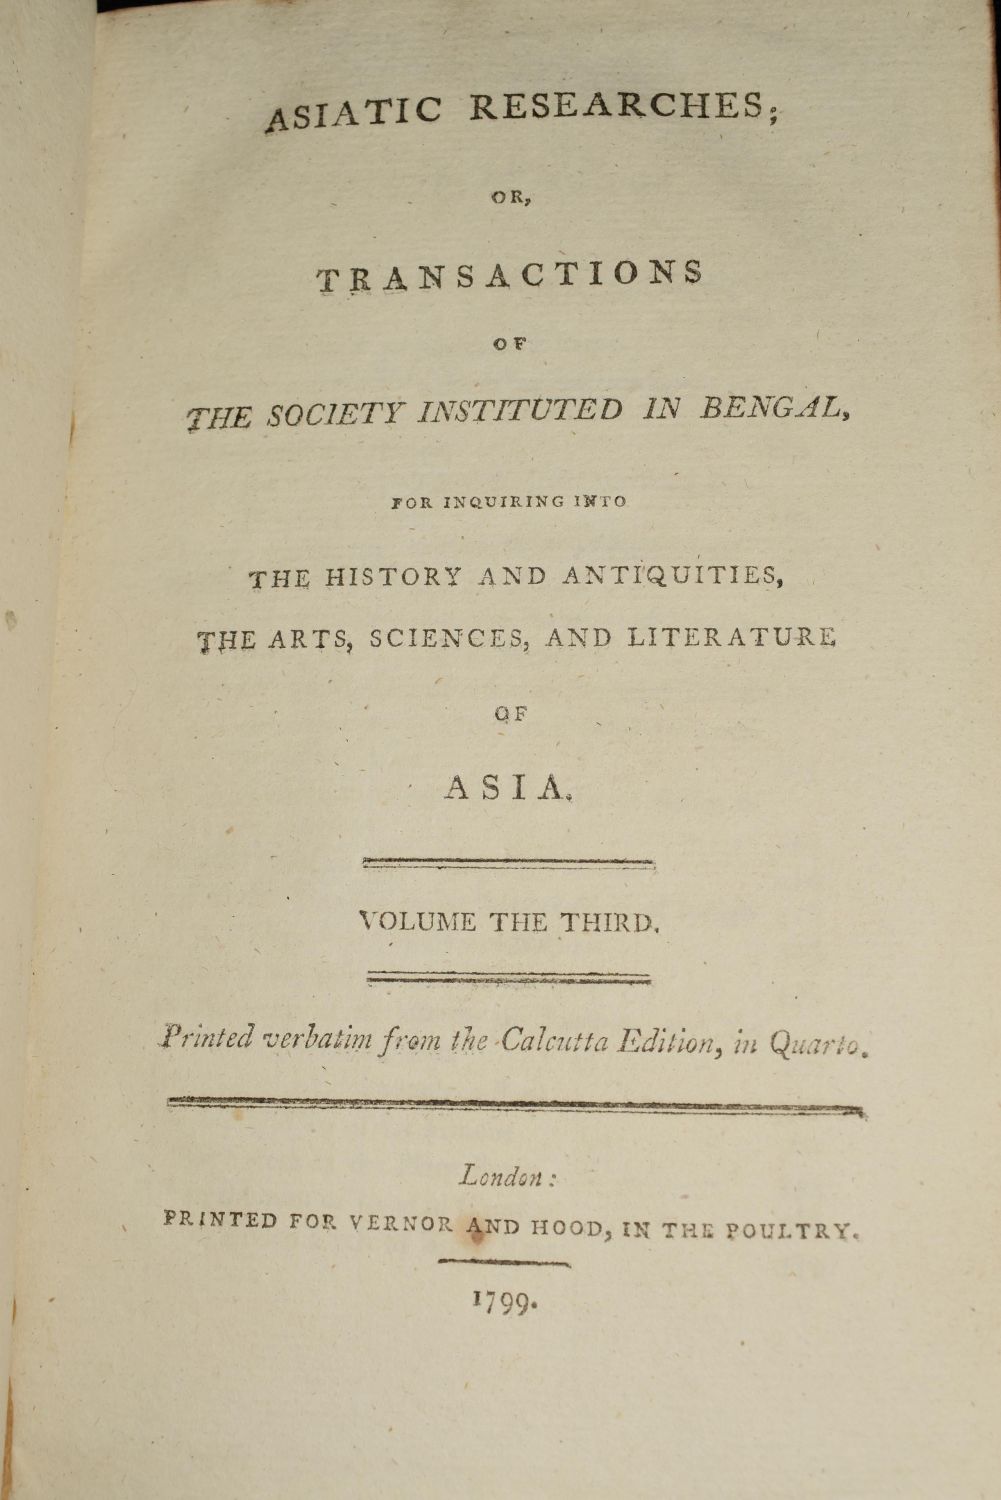 ASIATIC RESEARCHES;
OR,
TRANSACTIONS
OF
THE SOCIETY INSTITUTED IN BENGAL,
FOR INQUIRING INTO
THE HISTORY AND ANTIQUITIES,
THE ARTS, SCIENCES, AND LITERATURE
OF
ASIA.
VOLUME THE THIRD.
Printed verbatim from the Calcutta Edition, in Quarto.
London:
PRINTED FOR VERNOR AND HOOD, IN THE POULTRY.
1799.